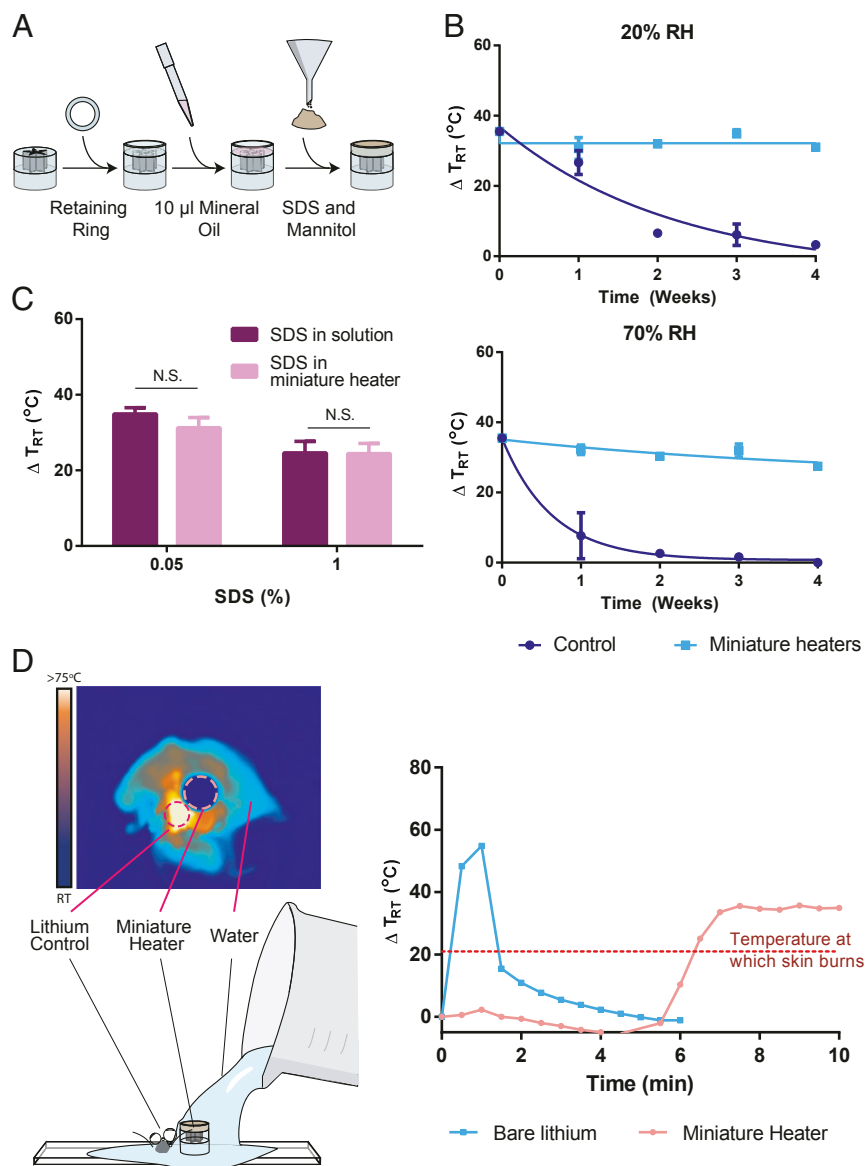 A
Retaining
Ring
10 µl Mineral
Oil
SDS and
Mannitol
B
20% RH
Δ T_RT (°C)
60
40
20
0
0 1 2 3 4
Time (Weeks)
70% RH
Δ T_RT (°C)
60
40
20
0
0 1 2 3 4
Time (Weeks)
Control
Miniature heaters
C
Δ T_RT (°C)
60
40
20
0
SDS in solution
SDS in
miniature heater
N.S.
N.S.
0.05 1
SDS (%)
D
>75ºC
RT
Lithium
Control
Miniature
Heater
Water
Δ T_RT (°C)
80
60
40
20
0
Temperature at
which skin burns
0 2 4 6 8 10
Time (min)
Bare lithium
Miniature Heater